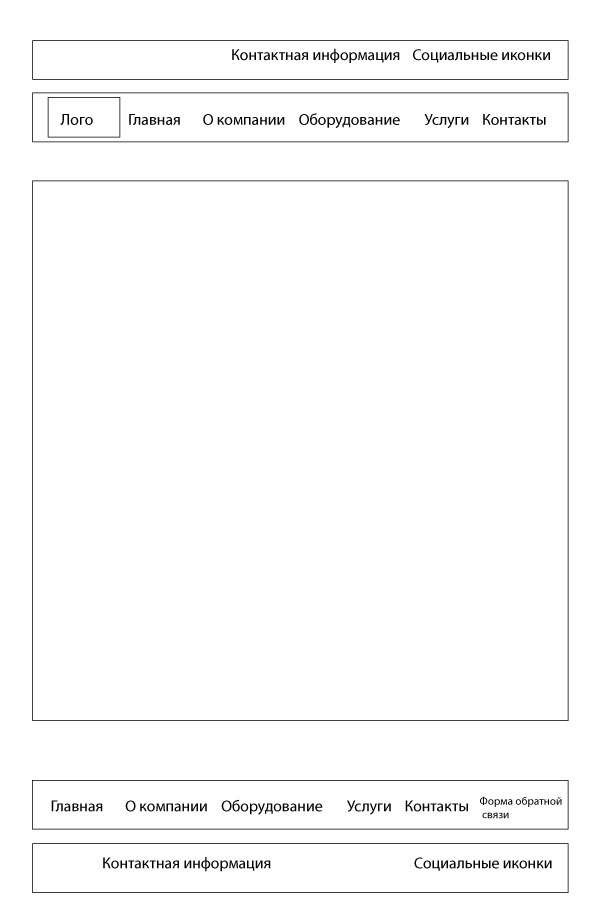 Контактная информация Социальные иконки
Лого Главная О компании Оборудование Услуги Контакты
Главная О компании Оборудование Услуги Контакты Форма обратной
связи
Контактная информация Социальные иконки